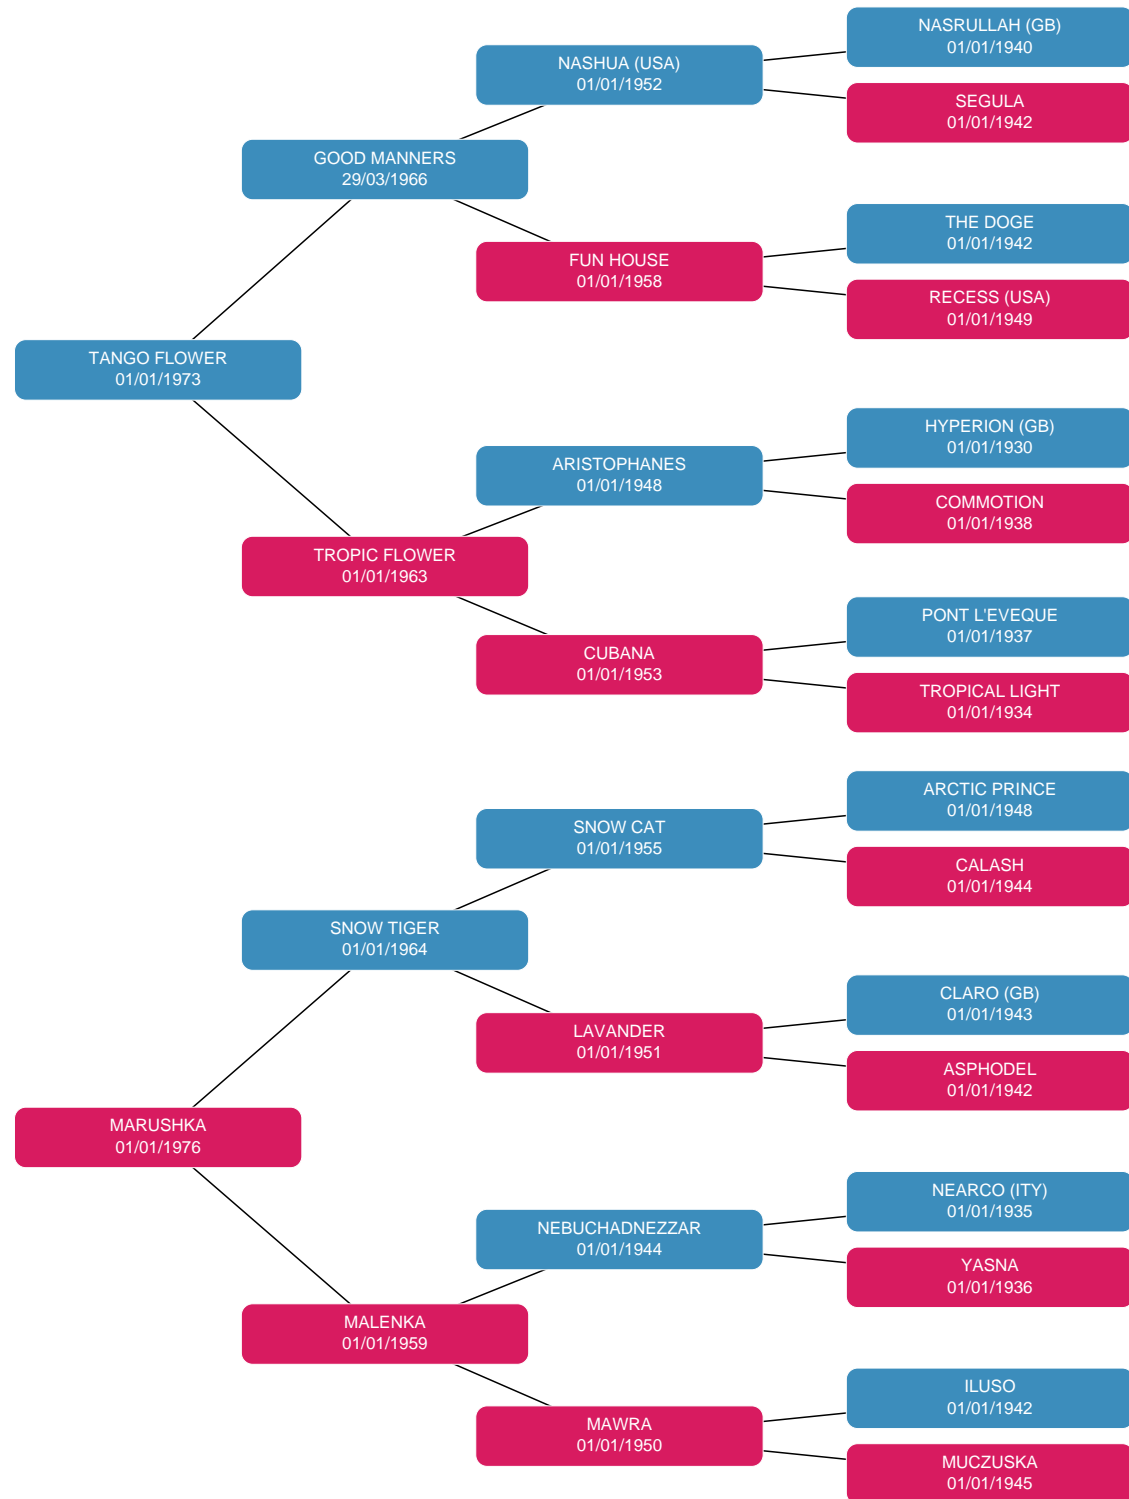 NASRULLAH (GB)
01/01/1940
NASHUA (USA)
01/01/1952
SEGULA
01/01/1942
GOOD MANNERS
29/03/1966
THE DOGE
01/01/1942
FUN HOUSE
01/01/1958
RECESS (USA)
01/01/1949
TANGO FLOWER
01/01/1973
HYPERION (GB)
01/01/1930
ARISTOPHANES
01/01/1948
COMMOTION
01/01/1938
TROPIC FLOWER
01/01/1963
PONT L'EVEQUE
01/01/1937
CUBANA
01/01/1953
TROPICAL LIGHT
01/01/1934
ARCTIC PRINCE
01/01/1948
SNOW CAT
01/01/1955
CALASH
01/01/1944
SNOW TIGER
01/01/1964
CLARO (GB)
01/01/1943
LAVANDER
01/01/1951
ASPHODEL
01/01/1942
MARUSHKA
01/01/1976
NEARCO (ITY)
01/01/1935
NEBUCHADNEZZAR
01/01/1944
YASNA
01/01/1936
MALENKA
01/01/1959
ILUSO
01/01/1942
MAWRA
01/01/1950
MUCZUSKA
01/01/1945